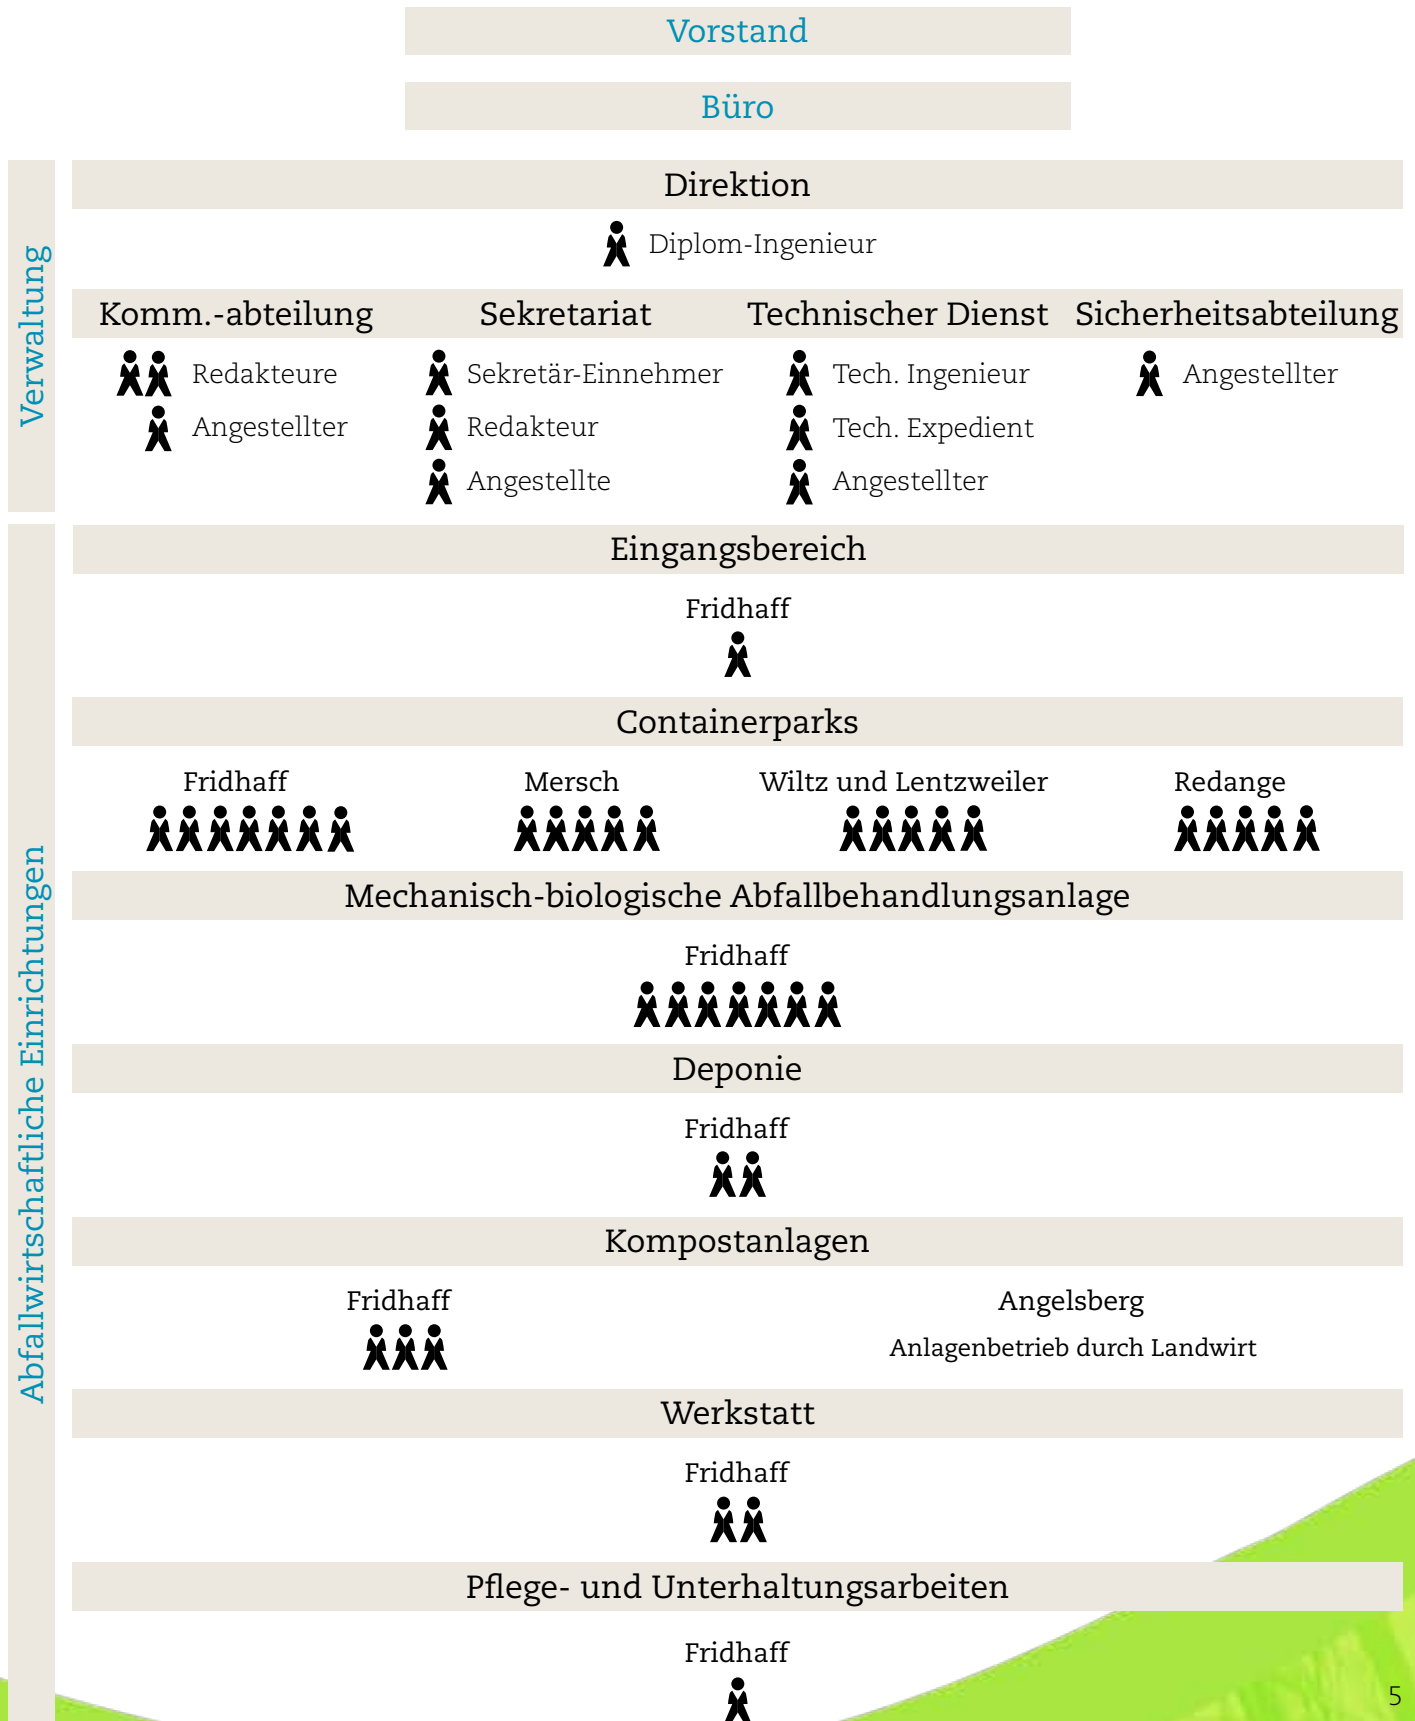 Vorstand
Büro
Verwaltung
Direktion
Diplom-Ingenieur
Komm.-abteilung
Redakteure
Angestellter
Sekretariat
Sekretär-Einnehmer
Redakteur
Angestellte
Technischer Dienst
Tech. Ingenieur
Tech. Expedient
Angestellter
Sicherheitsabteilung
Angestellter
Abfallwirtschaftliche Einrichtungen
Eingangsbereich
Fridhaff
Containerparks
Fridhaff
Mersch
Wiltz und Lentzweiler
Redange
Mechanisch-biologische Abfallbehandlungsanlage
Fridhaff
Deponie
Fridhaff
Kompostanlagen
Fridhaff
Angelsberg
Anlagenbetrieb durch Landwirt
Werkstatt
Fridhaff
Pflege- und Unterhaltungsarbeiten
Fridhaff
5